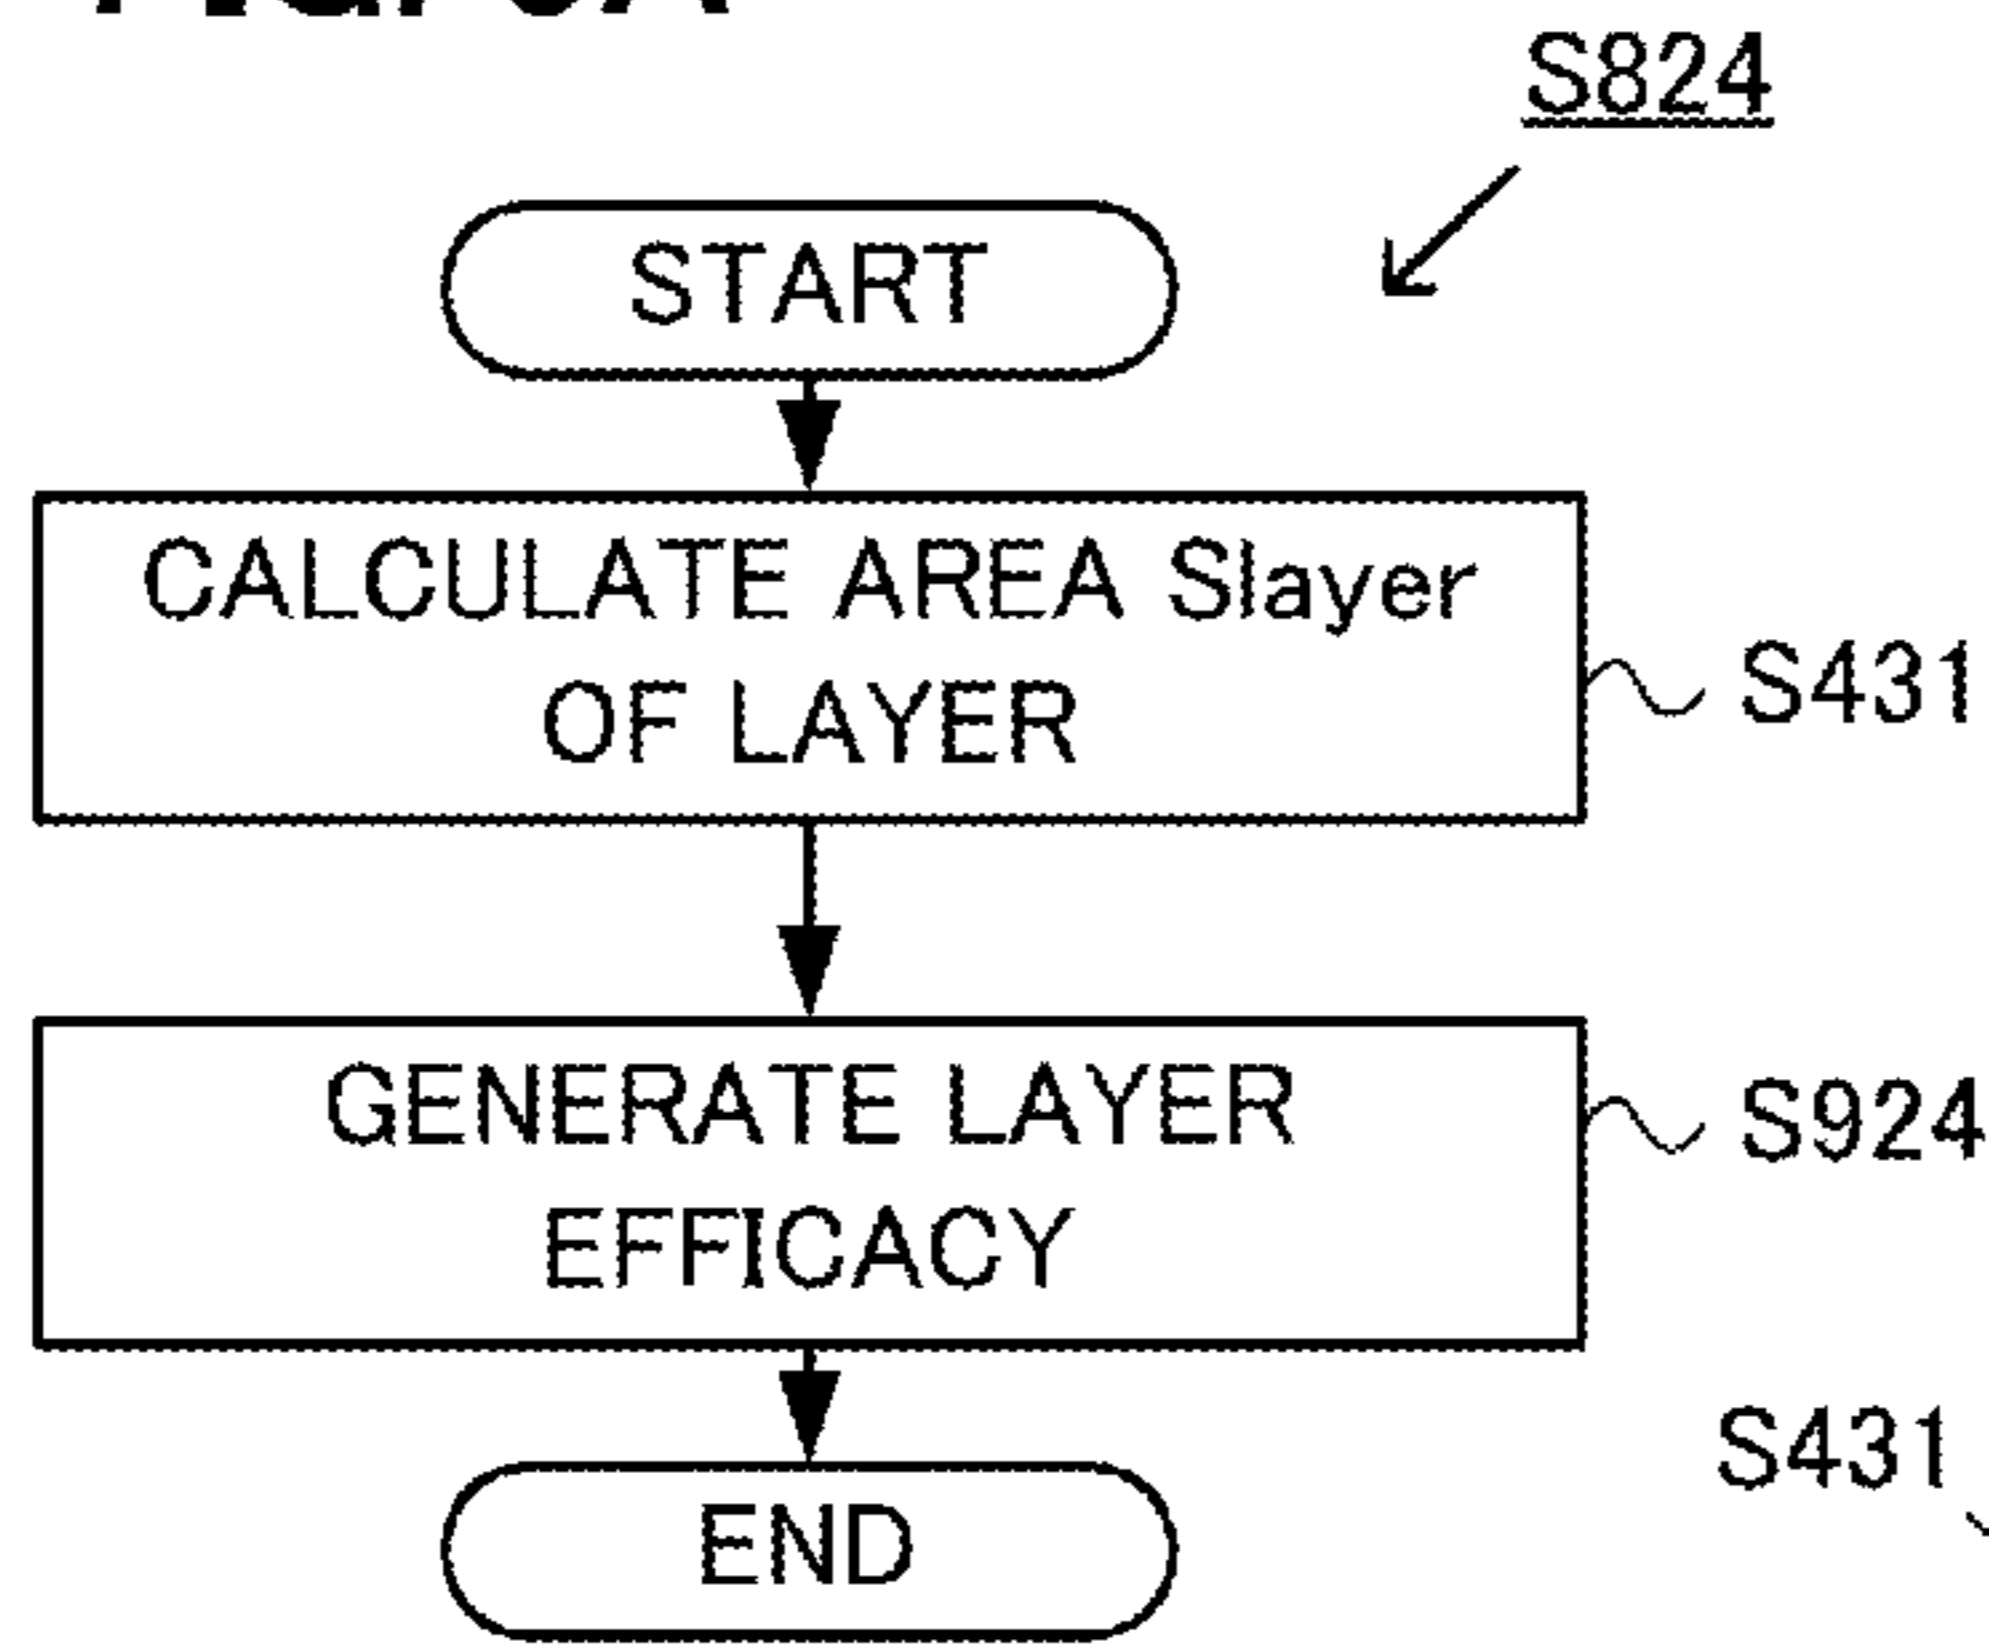 S824
START
CALCULATE AREA Slayer
OF LAYER
S431
GENERATE LAYER
EFFICACY
S924
S431
END